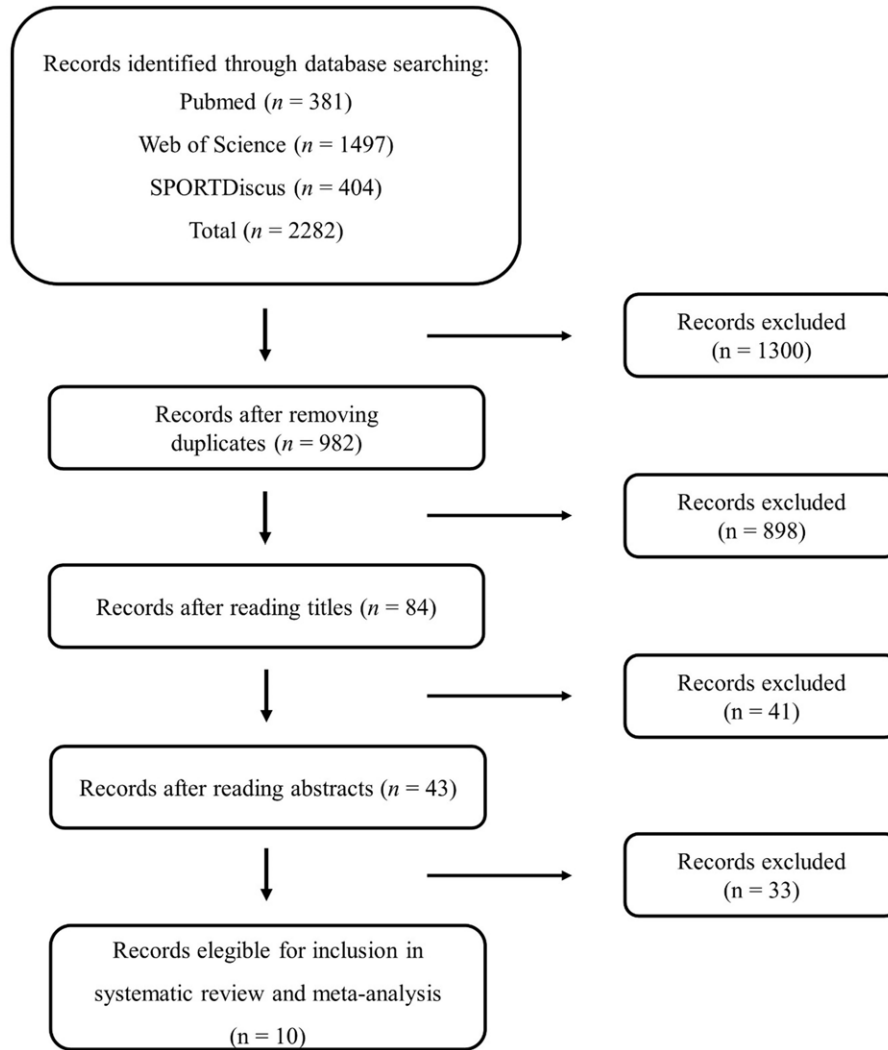 Records identified through database searching:
Pubmed (n = 381)
Web of Science (n = 1497)
SPORTDiscus (n = 404)
Total (n = 2282)
Records excluded
(n = 1300)
Records after removing
duplicates (n = 982)
Records excluded
(n = 898)
Records after reading titles (n = 84)
Records excluded
(n = 41)
Records after reading abstracts (n = 43)
Records excluded
(n = 33)
Records elegible for inclusion in
systematic review and meta-analysis
(n = 10)